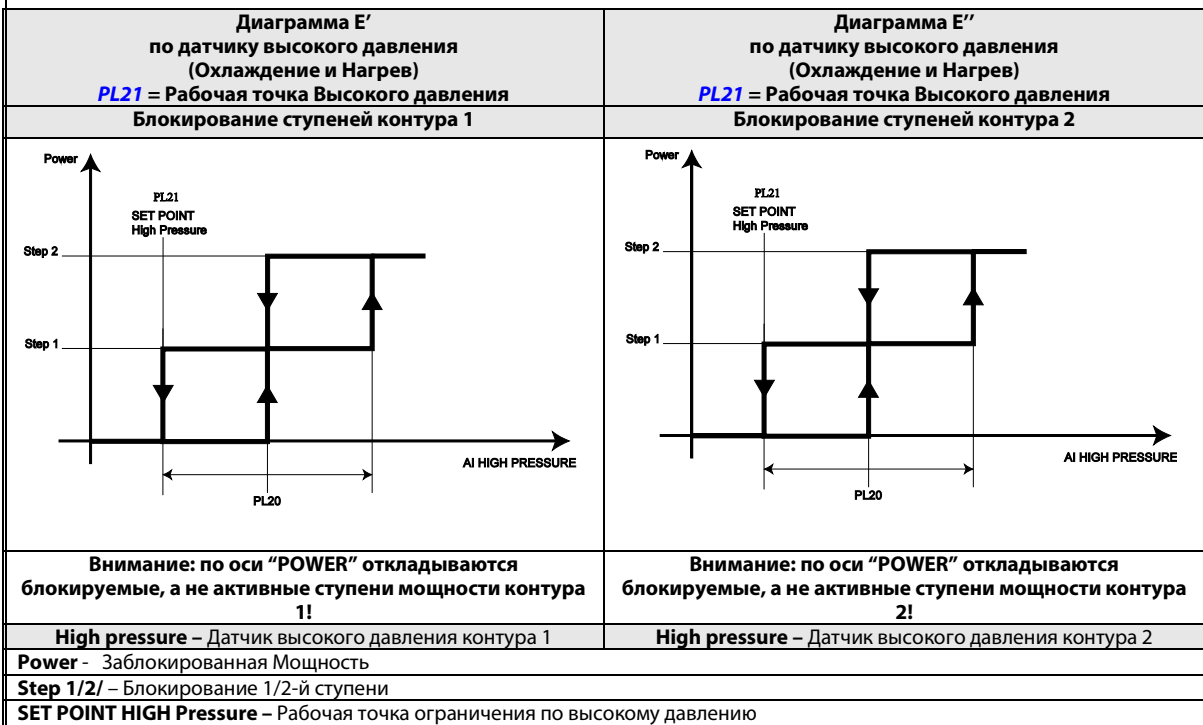 Диаграмма E’
по датчику высокого давления
(Охлаждение и Нагрев)
PL21 = Рабочая точка Высокого давления
Блокирование ступеней контура 1
Диаграмма E’’
по датчику высокого давления
(Охлаждение и Нагрев)
PL21 = Рабочая точка Высокого давления
Блокирование ступеней контура 2
Power
PL21
SET POINT
High Pressure
Step 2
Step 1
AI HIGH PRESSURE
PL20
Power
PL21
SET POINT
High Pressure
Step 2
Step 1
AI HIGH PRESSURE
PL20
Внимание: по оси “POWER” откладываются
блокируемые, а не активные ступени мощности контура
1!
Внимание: по оси “POWER” откладываются
блокируемые, а не активные ступени мощности контура
2!
High pressure – Датчик высокого давления контура 1
High pressure – Датчик высокого давления контура 2
Power - Заблокированная Мощность
Step 1/2/ – Блокирование 1/2-й ступени
SET POINT HIGH Pressure – Рабочая точка ограничения по высокому давлению